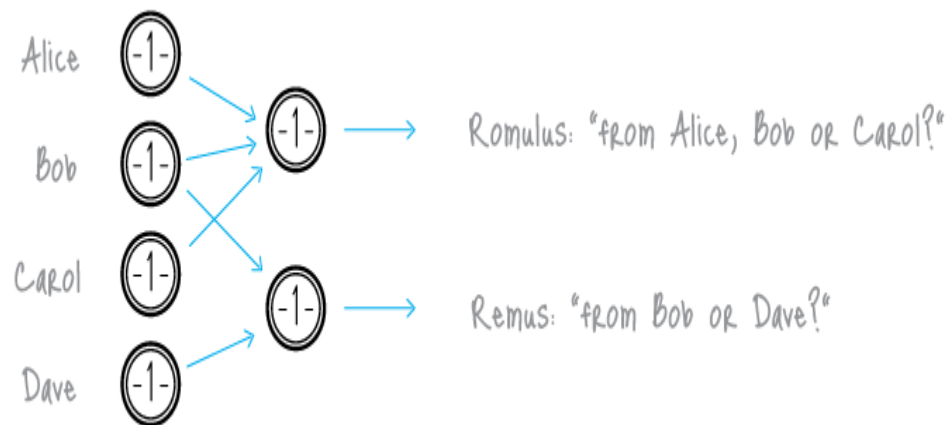 Alice -1-
-1- Romulus: "from Alice, Bob or Carol?"
Bob -1-
Carol -1-
-1- Remus: "from Bob or Dave?"
Dave -1-